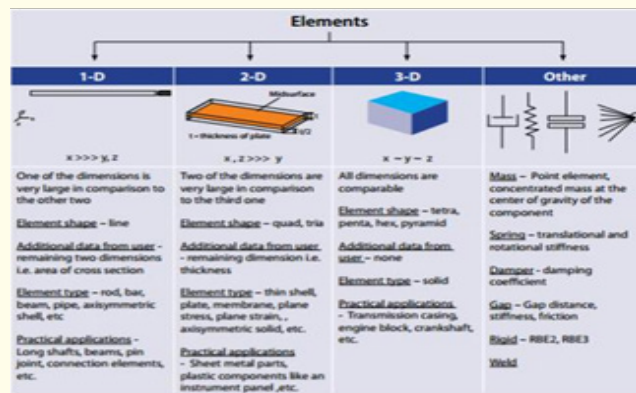 Elements
1-D
2-D
3-D
Other
Midsurface
t
t/2
t – thickness of plate
x >>> y, z
x , z >>> y
x ~ y ~ z
One of the dimensions is
very large in comparison to
the other two
Element shape – line
Additional data from user -
remaining two dimensions
i.e. area of cross section
Element type – rod, bar,
beam, pipe, axisymmetric
shell, etc
Practical applications -
Long shafts, beams, pin
joint, connection elements,
etc.
Two of the dimensions are
very large in comparison
to the third one
Element shape – quad, tria
Additional data from user
- remaining dimension i.e.
thickness
Element type – thin shell,
plate, membrane, plane
stress, plane strain, ,
axisymmetric solid, etc.
Practical applications
- Sheet metal parts,
plastic components like an
instrument panel ,etc.
All dimensions are
comparable
Element shape – tetra,
penta, hex, pyramid
Additional data from
user – none
Element type – solid
Practical applications
- Transmission casing,
engine block, crankshaft,
etc.
Mass – Point element,
concentrated mass at the
center of gravity of the
component
Spring – translational and
rotational stiffness
Damper - damping
coefficient
Gap – Gap distance,
stiffness, friction
Rigid – RBE2, RBE3
Weld